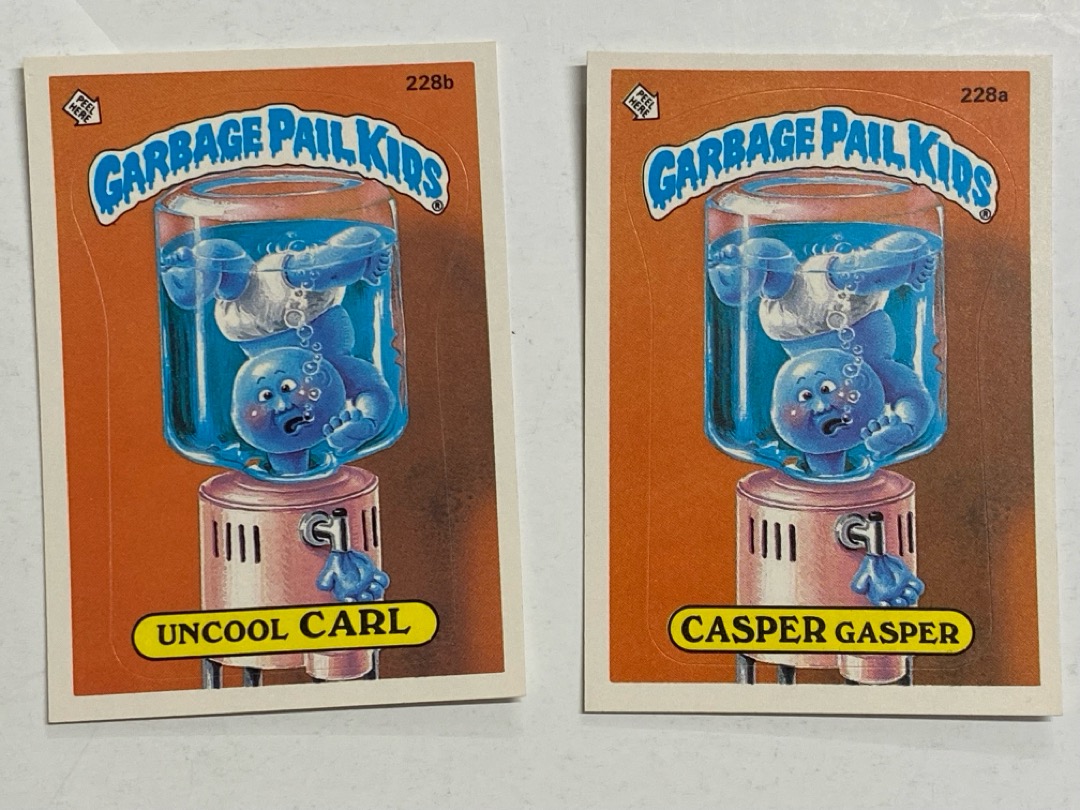 PEEL HERE
228b
GARBAGE PAIL KIDS®
UNCOOL CARL
PEEL HERE
228a
GARBAGE PAIL KIDS®
CASPER GASPER